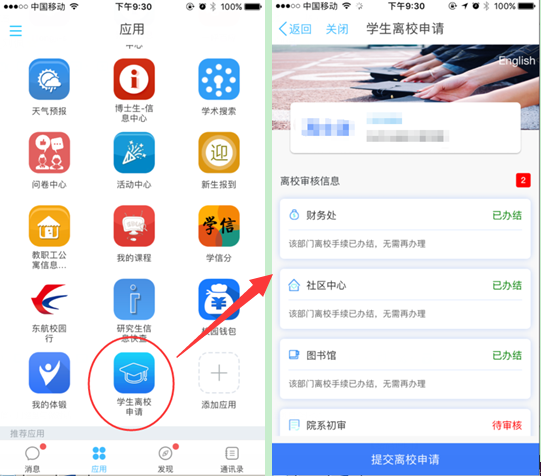 中国移动
下午9:30
100%
应用
中心
天气预报
博士生-信
息中心
学术搜索
问卷中心
活动中心
迎
新生报到
教职工公
寓信息...
我的课程
学信
学信分
东航校园
行
研究生信
息快查
校园钱包
我的体锻
学生离校
申请
添加应用
推荐应用
消息
应用
发现
通讯录
中国移动
下午9:30
100%
返回
关闭
学生离校申请
English
离校审核信息
2
财务处
已办结
该部门离校手续已办结，无需再办理
社区中心
已办结
该部门离校手续已办结，无需再办理
图书馆
已办结
该部门离校手续已办结，无需再办理
院系初审
待审核
提交离校申请